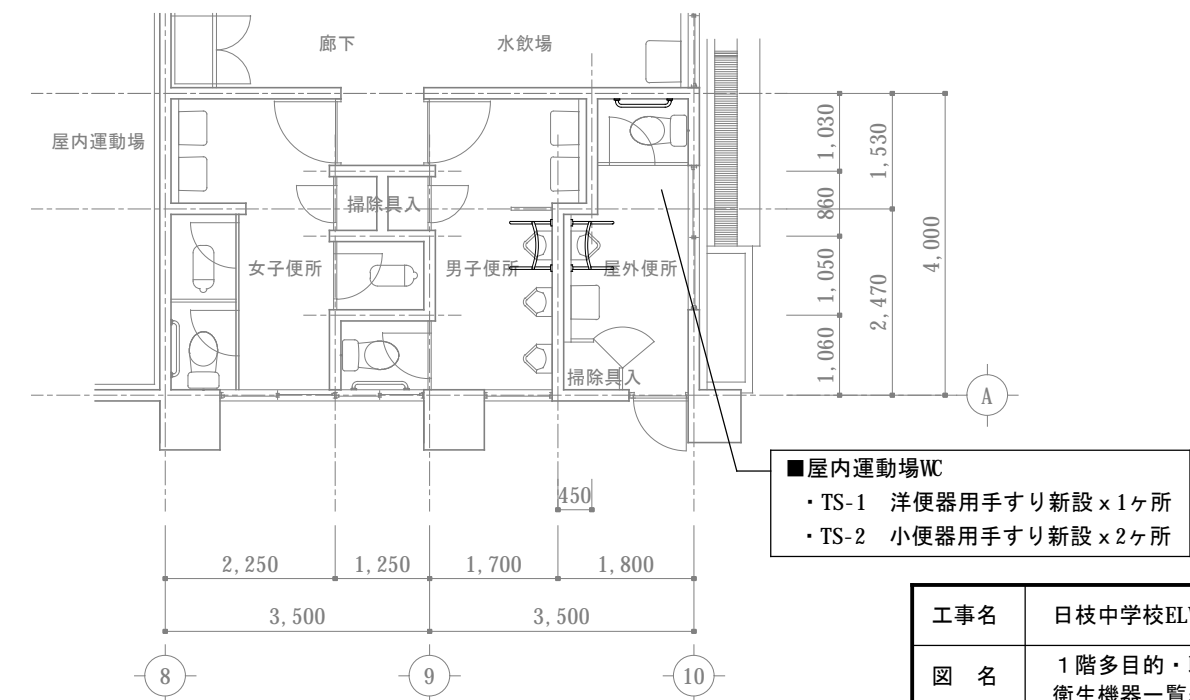 廊下
水飲場
屋内運動場
掃除具入
女子便所
男子便所
屋外便所
掃除具入
1,030
860
1,050
1,060
1,530
2,470
4,000
A
■屋内運動場WC
・TS-1 洋便器用手すり新設x1ヶ所
・TS-2 小便器用手すり新設x2ヶ所
450
2,250
1,250
1,700
1,800
3,500
3,500
8
9
10
工事名 日枝中学校EL
図 名 1階多目的・
衛生機器一覧